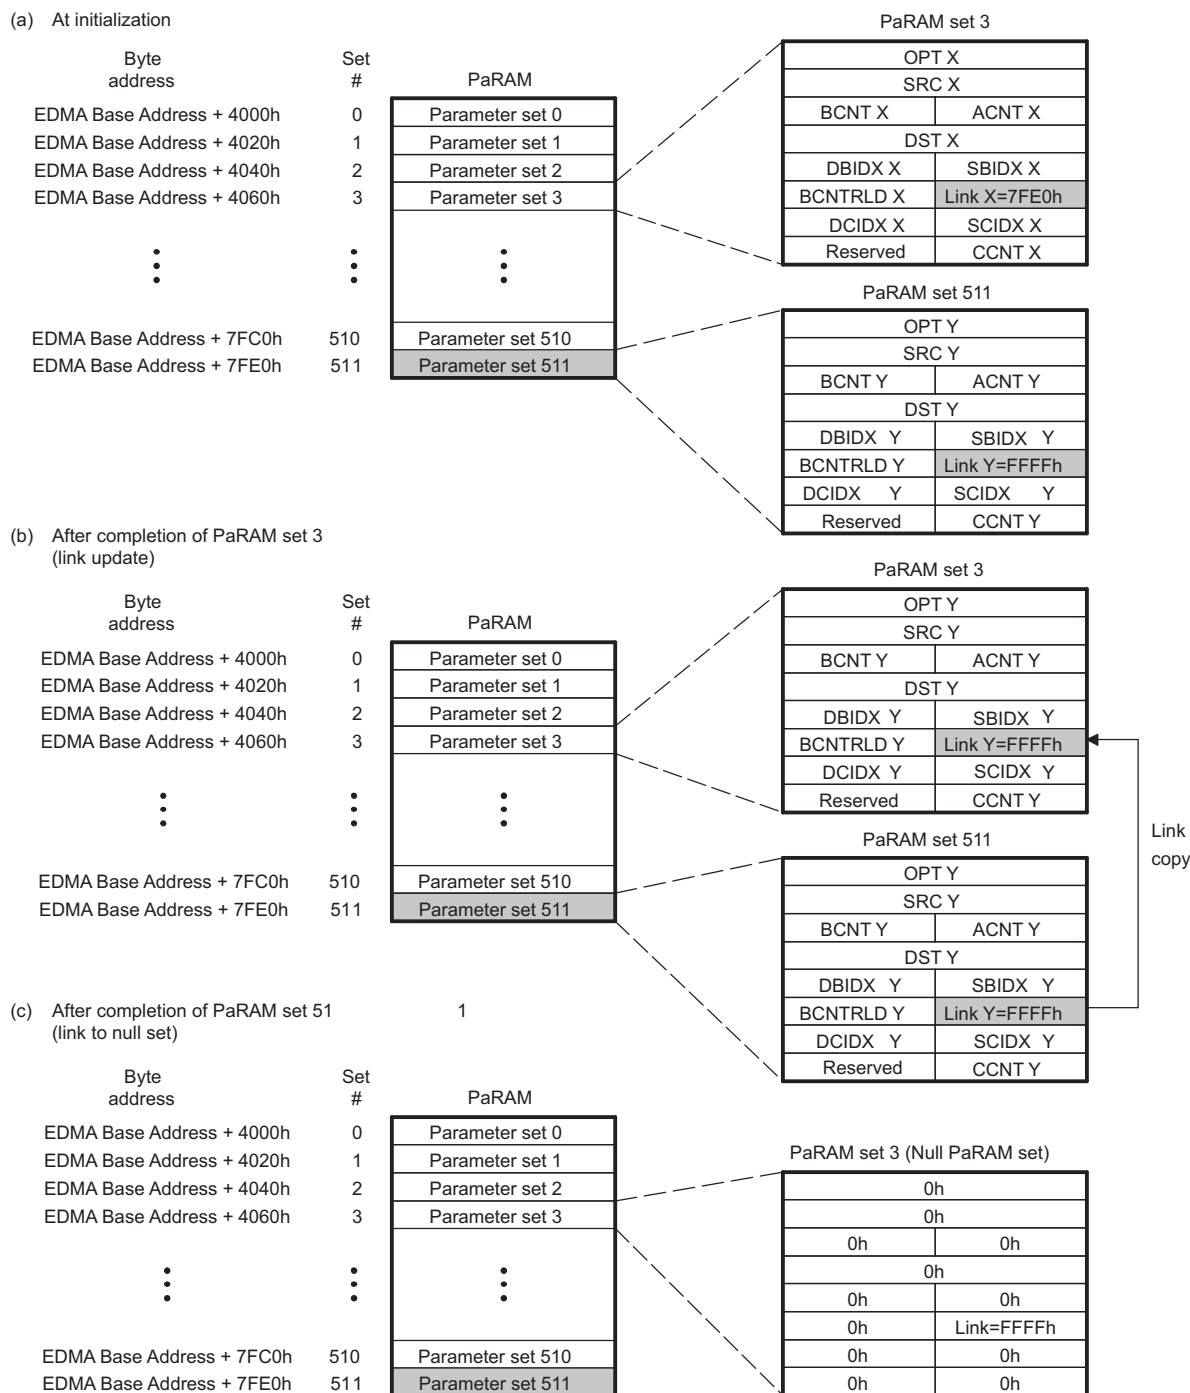 (a) At initialization
Byte address Set # PaRAM
EDMA Base Address + 4000h 0 Parameter set 0
EDMA Base Address + 4020h 1 Parameter set 1
EDMA Base Address + 4040h 2 Parameter set 2
EDMA Base Address + 4060h 3 Parameter set 3
EDMA Base Address + 7FC0h 510 Parameter set 510
EDMA Base Address + 7FE0h 511 Parameter set 511
PaRAM set 3
OPT X
SRC X
BCNT X ACNT X
DST X
DBIDX X SBIDX X
BCNTRLD X Link X=7FE0h
DCIDX X SCIDX X
Reserved CCNT X
PaRAM set 511
OPT Y
SRC Y
BCNT Y ACNT Y
DST Y
DBIDX Y SBIDX Y
BCNTRLD Y Link Y=FFFFh
DCIDX Y SCIDX Y
Reserved CCNT Y
(b) After completion of PaRAM set 3
(link update)
Byte address Set # PaRAM
EDMA Base Address + 4000h 0 Parameter set 0
EDMA Base Address + 4020h 1 Parameter set 1
EDMA Base Address + 4040h 2 Parameter set 2
EDMA Base Address + 4060h 3 Parameter set 3
EDMA Base Address + 7FC0h 510 Parameter set 510
EDMA Base Address + 7FE0h 511 Parameter set 511
PaRAM set 3
OPT Y
SRC Y
BCNT Y ACNT Y
DST Y
DBIDX Y SBIDX Y
BCNTRLD Y Link Y=FFFFh
DCIDX Y SCIDX Y
Reserved CCNT Y
Link
copy
PaRAM set 511
OPT Y
SRC Y
BCNT Y ACNT Y
DST Y
DBIDX Y SBIDX Y
BCNTRLD Y Link Y=FFFFh
DCIDX Y SCIDX Y
Reserved CCNT Y
(c) After completion of PaRAM set 51 1
(link to null set)
Byte address Set # PaRAM
EDMA Base Address + 4000h 0 Parameter set 0
EDMA Base Address + 4020h 1 Parameter set 1
EDMA Base Address + 4040h 2 Parameter set 2
EDMA Base Address + 4060h 3 Parameter set 3
EDMA Base Address + 7FC0h 510 Parameter set 510
EDMA Base Address + 7FE0h 511 Parameter set 511
PaRAM set 3 (Null PaRAM set)
0h
0h
0h 0h
0h
0h 0h
0h Link=FFFFh
0h 0h
0h 0h